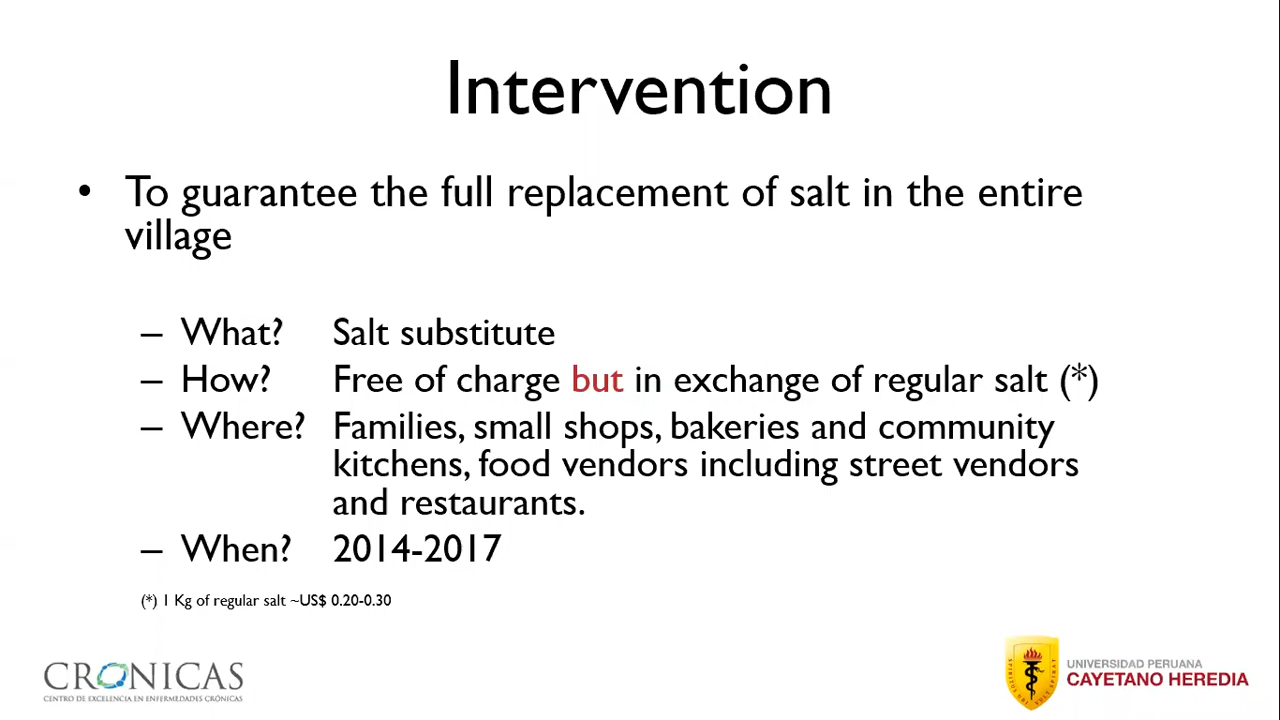 Intervention
• To guarantee the full replacement of salt in the entire
village
– What? Salt substitute
– How? Free of charge but in exchange of regular salt (*)
– Where? Families, small shops, bakeries and community
kitchens, food vendors including street vendors
and restaurants.
– When? 2014-2017
(*) 1 Kg of regular salt ~US$ 0.20-0.30
CRONICAS
CENTRO DE EXCELENCIA EN ENFERMEDADES CRÓNICAS
UNIVERSIDAD PERUANA
CAYETANO HEREDIA